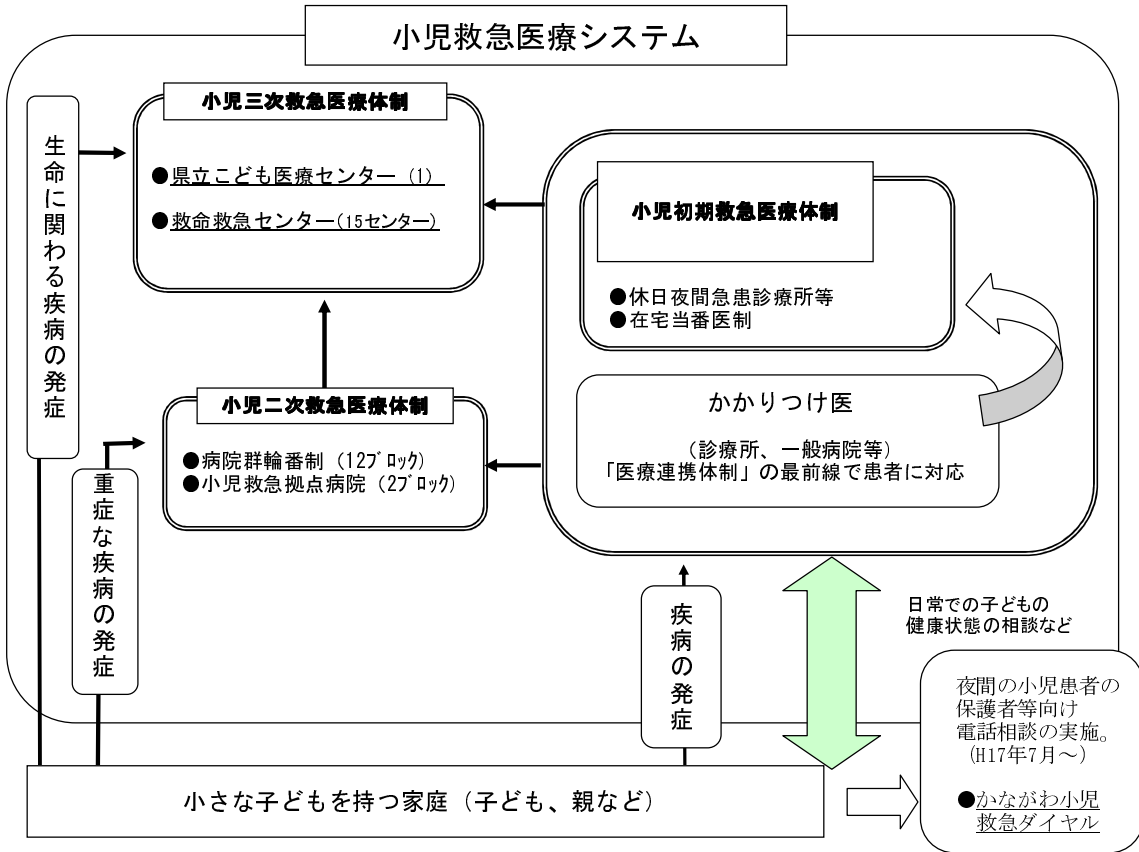 小児救急医療システム
生命に関わる疾病の発症
小児三次救急医療体制
●県立こども医療センター（1）
●救命救急センター（15センター）
小児初期救急医療体制
●休日夜間急患診療所等
●在宅当番医制
かかりつけ医
（診療所、一般病院等）
「医療連携体制」の最前線で患者に対応
小児二次救急医療体制
●病院群輪番制（12ﾌﾞﾛｯｸ）
●小児救急拠点病院（2ﾌﾞﾛｯｸ）
重症な疾病の発症
疾病の発症
日常での子どもの
健康状態の相談など
夜間の小児患者の
保護者等向け
電話相談の実施。
（H17年7月～）
●かながわ小児
救急ダイヤル
小さな子どもを持つ家庭（子ども、親など）